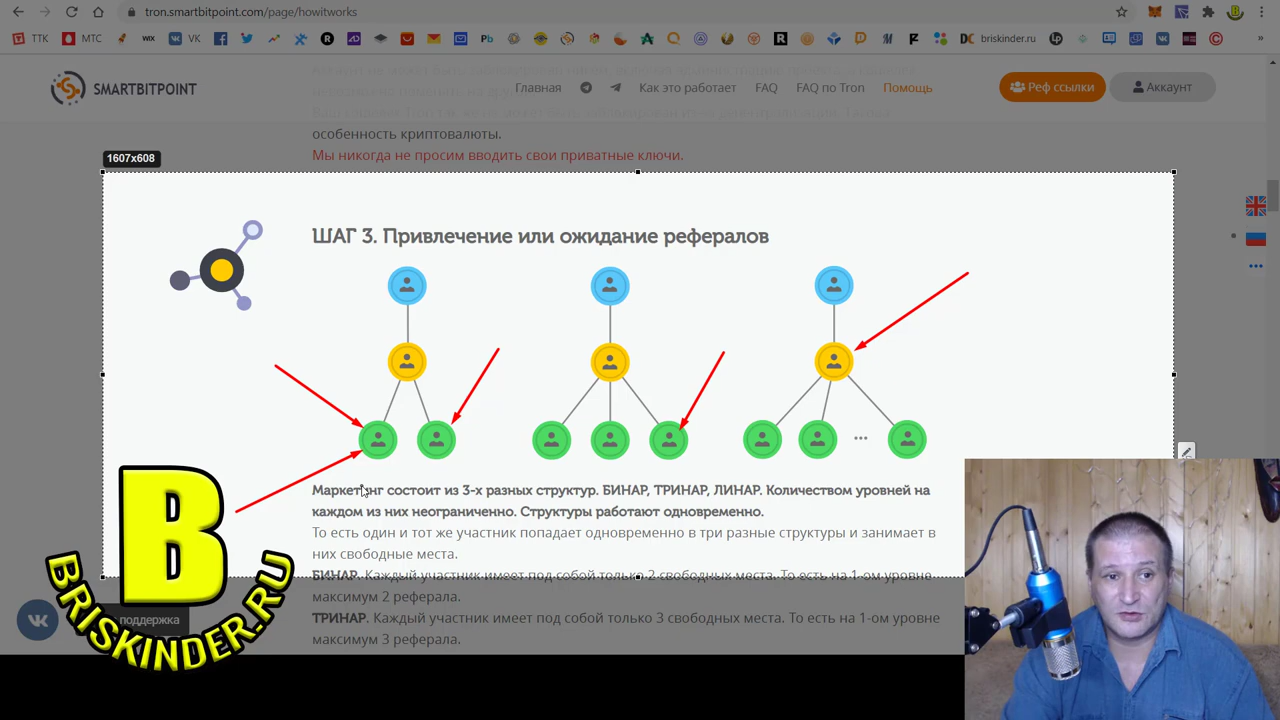 tron.smartbitpoint.com/page/howitworks
ТТК
МТС
WIX
VK
Pb
briskinder.ru
SMARTBITPOINT
Главная
Как это работает
FAQ
FAQ по Tron
Помощь
Реф ссылки
Аккаунт
особенность криптовалюты.
Мы никогда не просим вводить свои приватные ключи.
1607x608
ШАГ 3. Привлечение или ожидание рефералов
Маркетинг состоит из 3-х разных структур. БИНАР, ТРИНАР, ЛИНАР. Количеством уровней на
каждом из них неограниченно. Структуры работают одновременно.
То есть один и тот же участник попадает одновременно в три разные структуры и занимает в
них свободные места.
БИНАР. Каждый участник имеет под собой только 2 свободных места. То есть на 1-ом уровне
максимум 2 реферала.
ТРИНАР. Каждый участник имеет под собой только 3 свободных места. То есть на 1-ом уровне
максимум 3 реферала.
поддержка
B
BRISKINDER.RU